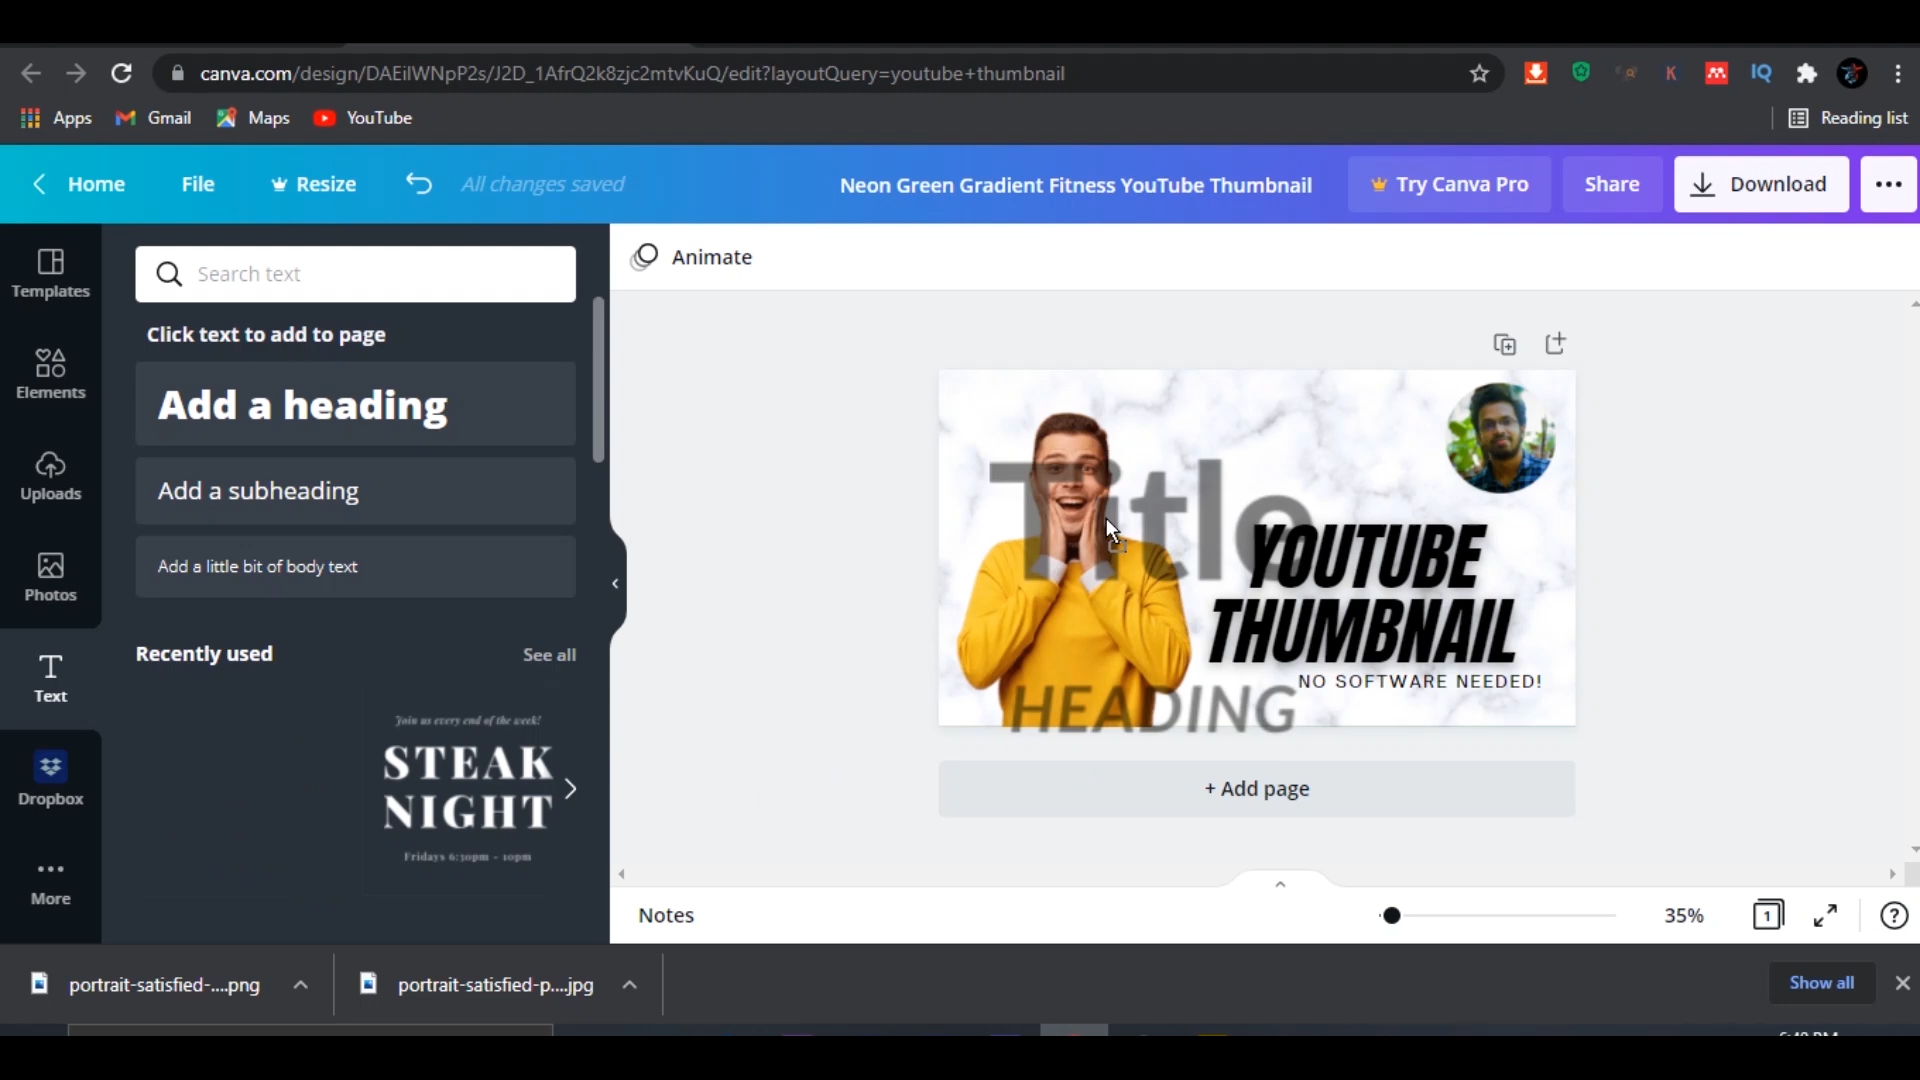 canva.com/design/DAEilWNpP2s/J2D_1AfrQ2k8zjc2mtvKuQ/edit?layoutQuery=youtube+thumbnail
K
IQ
Apps
Gmail
Maps
YouTube
Reading list
Home
File
Resize
All changes saved
Neon Green Gradient Fitness YouTube Thumbnail
Try Canva Pro
Share
Download
Templates
Elements
Uploads
Photos
Text
Dropbox
More
Search text
Click text to add to page
Add a heading
Add a subheading
Add a little bit of body text
Recently used
See all
Join us every end of the week!
STEAK
NIGHT
Fridays 6:30pm - 10pm
Animate
Title
YOUTUBE
THUMBNAIL
NO SOFTWARE NEEDED!
HEADING
+ Add page
Notes
35%
1
?
portrait-satisfied-....png
portrait-satisfied-p....jpg
Show all